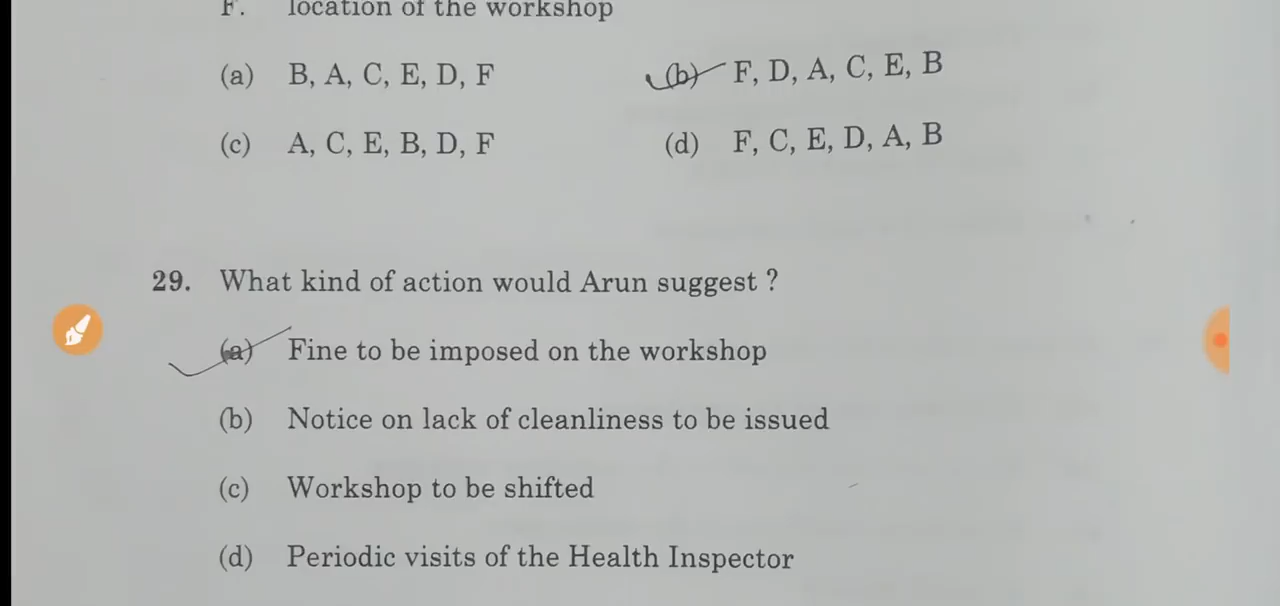 F. location of the workshop
(a) B, A, C, E, D, F (b) F, D, A, C, E, B
(c) A, C, E, B, D, F (d) F, C, E, D, A, B
29. What kind of action would Arun suggest ?
(a) Fine to be imposed on the workshop
(b) Notice on lack of cleanliness to be issued
(c) Workshop to be shifted
(d) Periodic visits of the Health Inspector